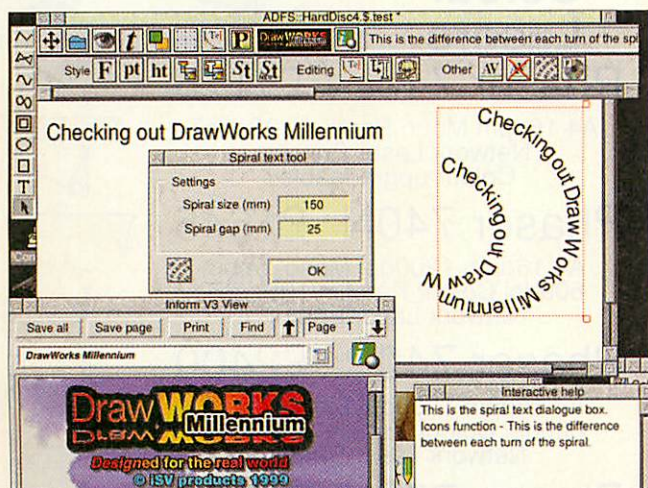 ADFS::HardDisc4.$.test *
This is the difference between each turn of the spi
Style F pt ht St St Editing Other AV
T
Checking out DrawWorks Millennium
Checking out DrawWorks Millennium
Checking out Draw W
Spiral text tool
Settings
Spiral size (mm) 150
Spiral gap (mm) 25
OK
Inform V3 View
Save all Save page Print Find Page 1
DrawWorks Millennium
Draw WORKS
Millennium
Designed for the real world
© iSV products 1999
Interactive help
This is the spiral text dialogue box.
Icons function - This is the difference
between each turn of the spiral.